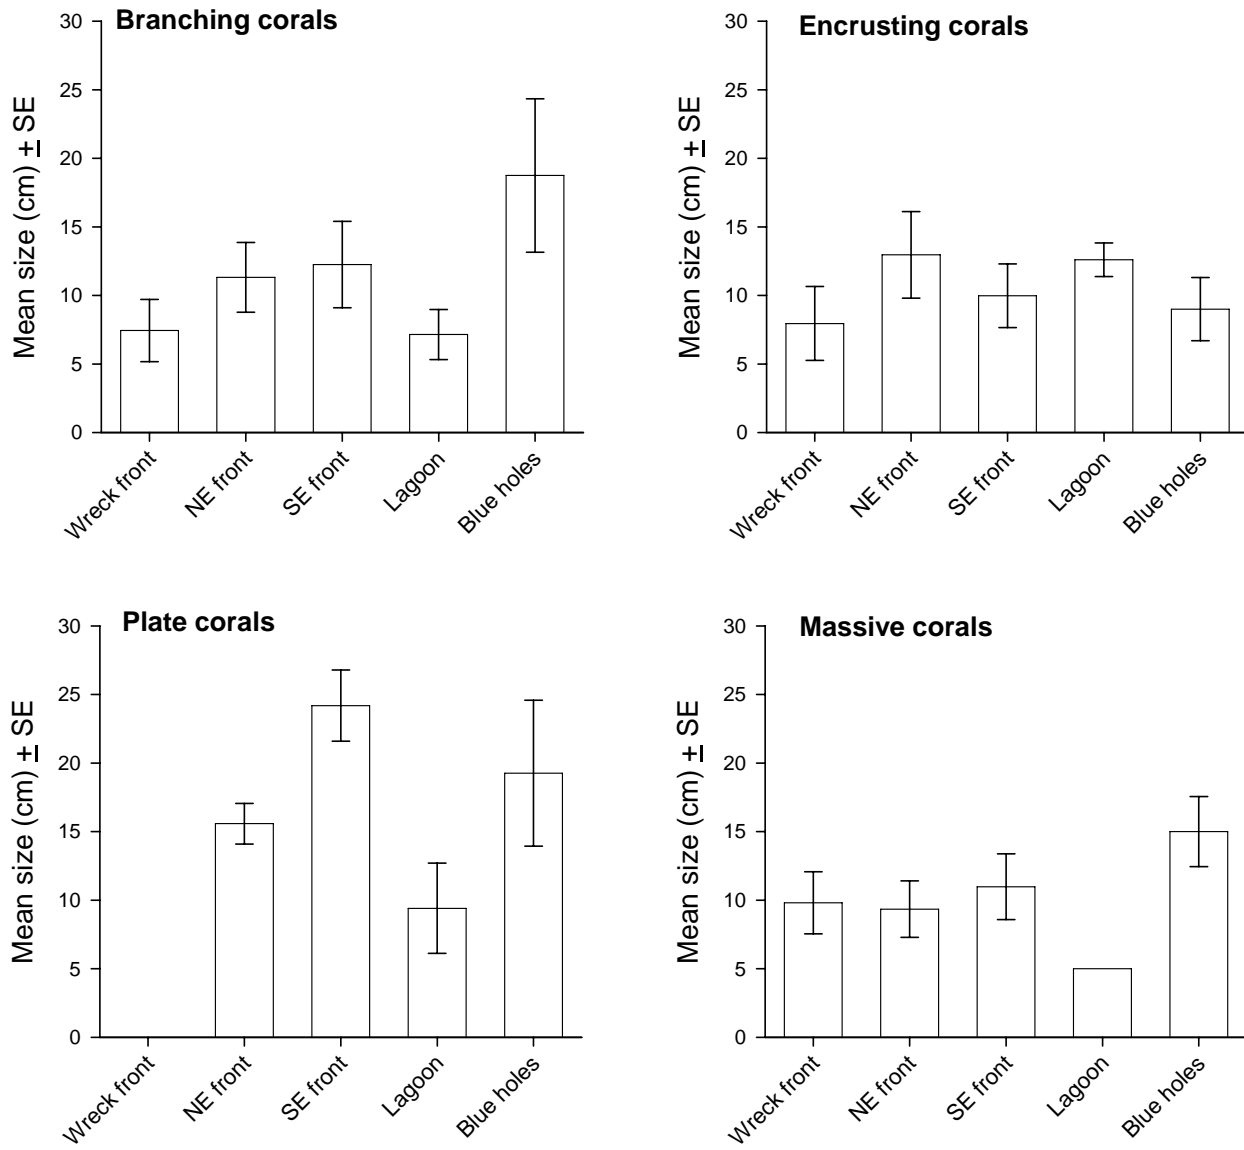 Branching corals
Mean size (cm) ± SE
30
25
20
15
10
5
0
Wreck front
NE front
SE front
Lagoon
Blue holes
Encrusting corals
Mean size (cm) ± SE
30
25
20
15
10
5
0
Wreck front
NE front
SE front
Lagoon
Blue holes
Plate corals
Mean size (cm) ± SE
30
25
20
15
10
5
0
Wreck front
NE front
SE front
Lagoon
Blue holes
Massive corals
Mean size (cm) ± SE
30
25
20
15
10
5
0
Wreck front
NE front
SE front
Lagoon
Blue holes